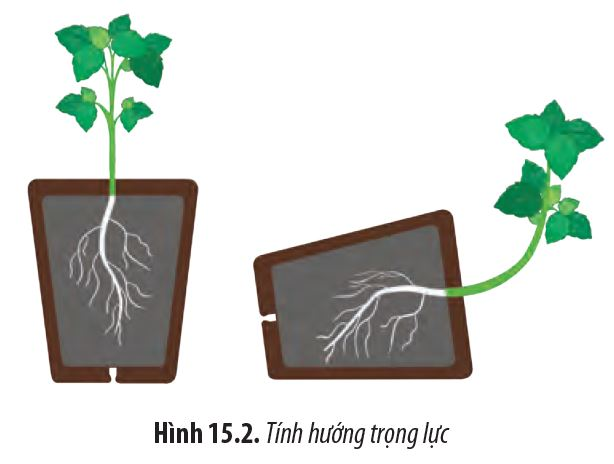 Hình 15.2. Tính hướng trọng lực